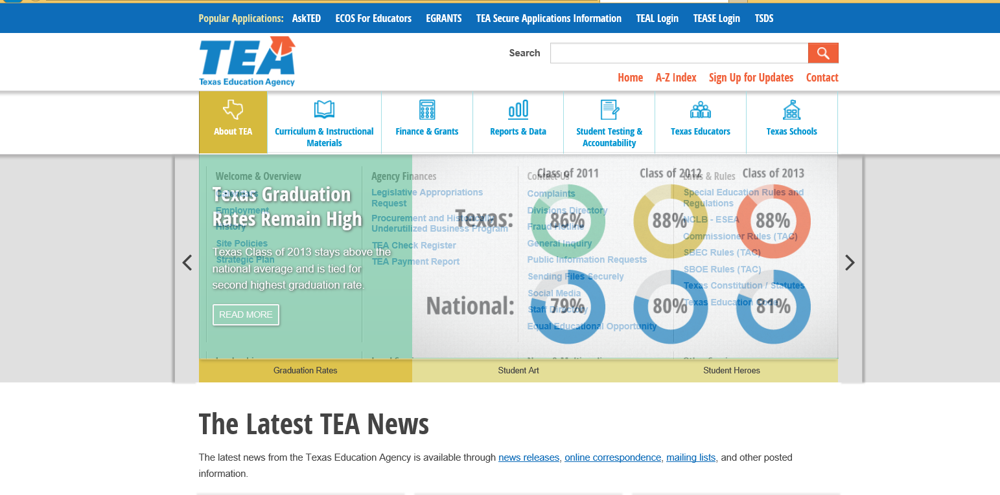 Popular Applications: AskTED ECOS For Educators EGRANTS TEA Secure Applications Information TEAL Login TEASE Login TSDS
TEA
Texas Education Agency
Search
Home A-Z Index Sign Up for Updates Contact
About TEA
Curriculum & Instructional
Materials
Finance & Grants
Reports & Data
Student Testing &
Accountability
Texas Educators
Texas Schools
Welcome & Overview
Calendars
Employment
History
Site Policies
Strategic Plan
Texas Graduation
Rates Remain High
Texas Class of 2013 stays above the
national average and is tied for
second highest graduation rate.
READ MORE
Agency Finances
Legislative Appropriations
Request
Procurement and Historically
Underutilized Business Program
TEA Check Register
TEA Payment Report
Contact Us
Complaints
Divisions Directory
Fraud Hotline
General Inquiry
Public Information Requests
Sending Files Securely
Social Media
Staff Directory
Equal Educational Opportunity
Laws & Rules
Special Education Rules and
Regulations
NCLB - ESEA
Commissioner Rules (TAC)
SBEC Rules (TAC)
SBOE Rules (TAC)
Texas Constitution / Statutes
Texas Education Code
Class of 2011 Class of 2012 Class of 2013
Texas: 86% 88% 88%
National: 79% 80% 81%
Graduation Rates Student Art Student Heroes
The Latest TEA News
The latest news from the Texas Education Agency is available through news releases, online correspondence, mailing lists, and other posted
information.